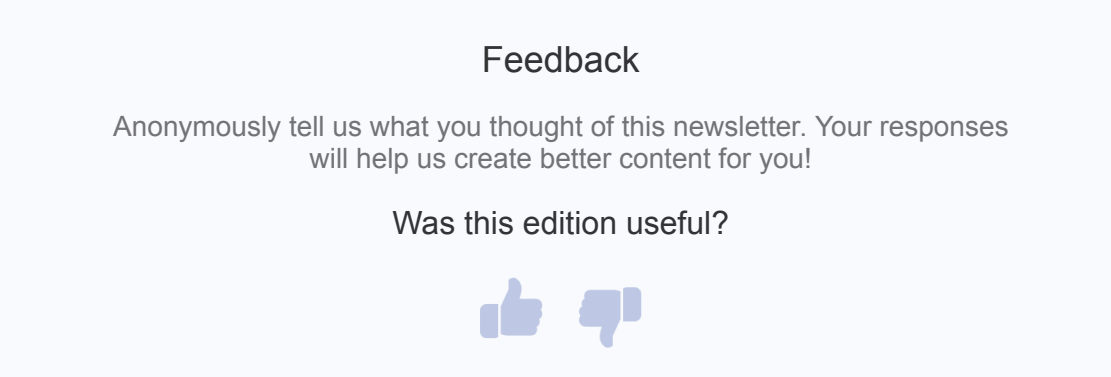 Feedback
Anonymously tell us what you thought of this newsletter. Your responses
will help us create better content for you!
Was this edition useful?